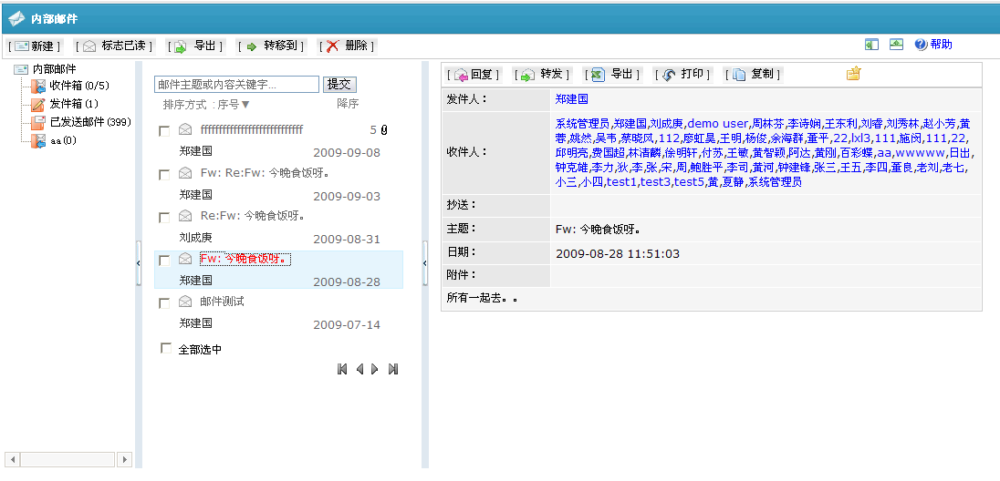 内部邮件
[ 新建 ] [ 标志已读 ] [ 导出 ] [ 转移到 ] [ 删除 ] 帮助
内部邮件
收件箱(0/5)
发件箱(1)
已发送邮件(399)
aa(0)
邮件主题或内容关键字... 提交
排序方式 :序号▼ 降序
ffffffffffffffffffffffffffff 5
郑建国 2009-09-08
Fw: Re:Fw: 今晚食饭呀。
郑建国 2009-09-03
Re:Fw: 今晚食饭呀。
刘成庚 2009-08-31
Fw: 今晚食饭呀。
郑建国 2009-08-28
邮件测试
郑建国 2009-07-14
全部选中
[ 回复 ] [ 转发 ] [ 导出 ] [ 打印 ] [ 复制 ]
发件人： 郑建国
收件人：
系统管理员,郑建国,刘成庚,demo user,周林芬,李诗娴,王东利,刘睿,刘秀林,赵小芳,黄
蓉,姚然,吴韦,蔡晓风,112,廖虹昊,王明,杨俊,余海群,董平,22,lxl3,111,施闵,111,22,
邱明亮,费国超,林清麟,徐明轩,付苏,王敏,黄智颖,阿达,黄刚,百彩蝶,aa,wwwww,日出,
钟克雄,李力,狄,李,张,宋,周,鲍胜平,李司,黄河,钟建锋,张三,王五,李四,董良,老刘,老七,
小三,小四,test1,test3,test5,黄,夏静,系统管理员
抄送：
主题： Fw: 今晚食饭呀。
日期： 2009-08-28 11:51:03
附件：
所有一起去。。